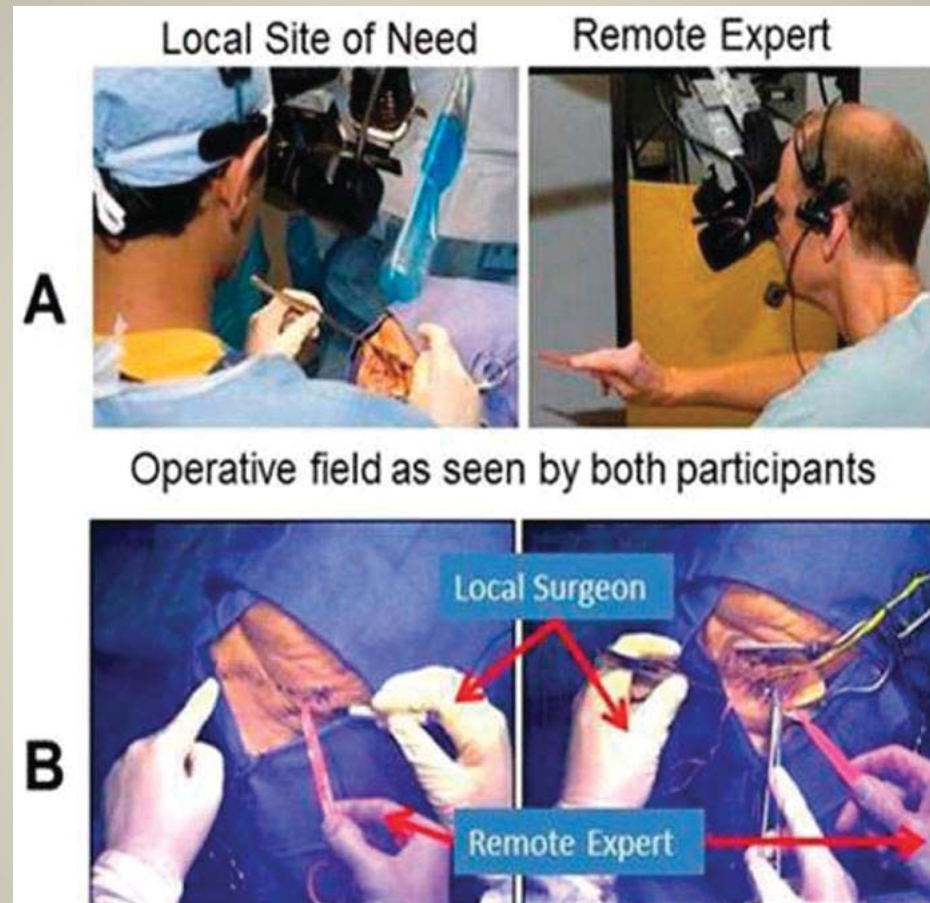 Local Site of Need
Remote Expert
A
Operative field as seen by both participants
Local Surgeon
B
Remote Expert